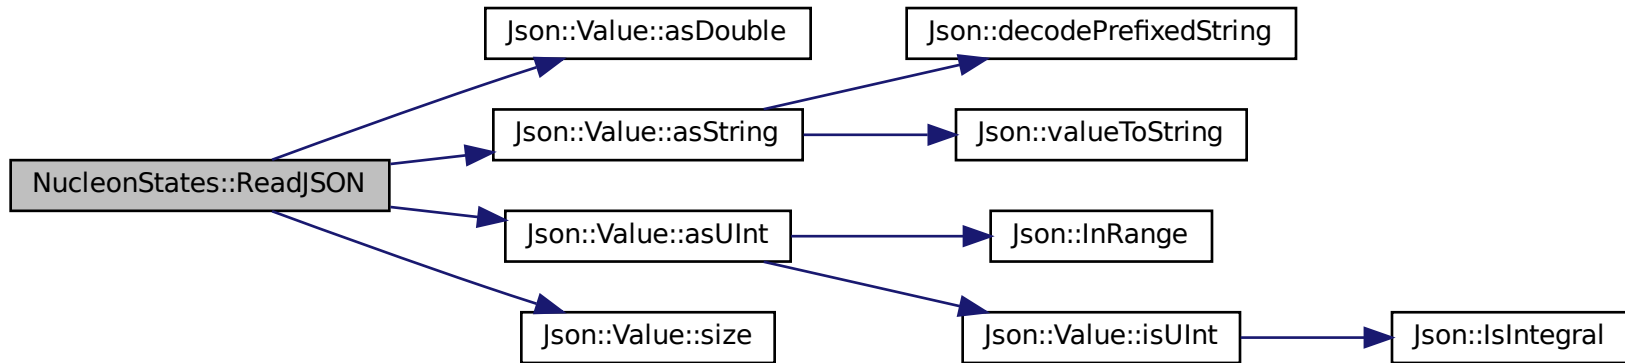 Json::Value::asDouble
Json::decodePrefixedString
Json::Value::asString
Json::valueToString
NucleonStates::ReadJSON
Json::Value::asUInt
Json::InRange
Json::Value::size
Json::Value::isUInt
Json::IsIntegral